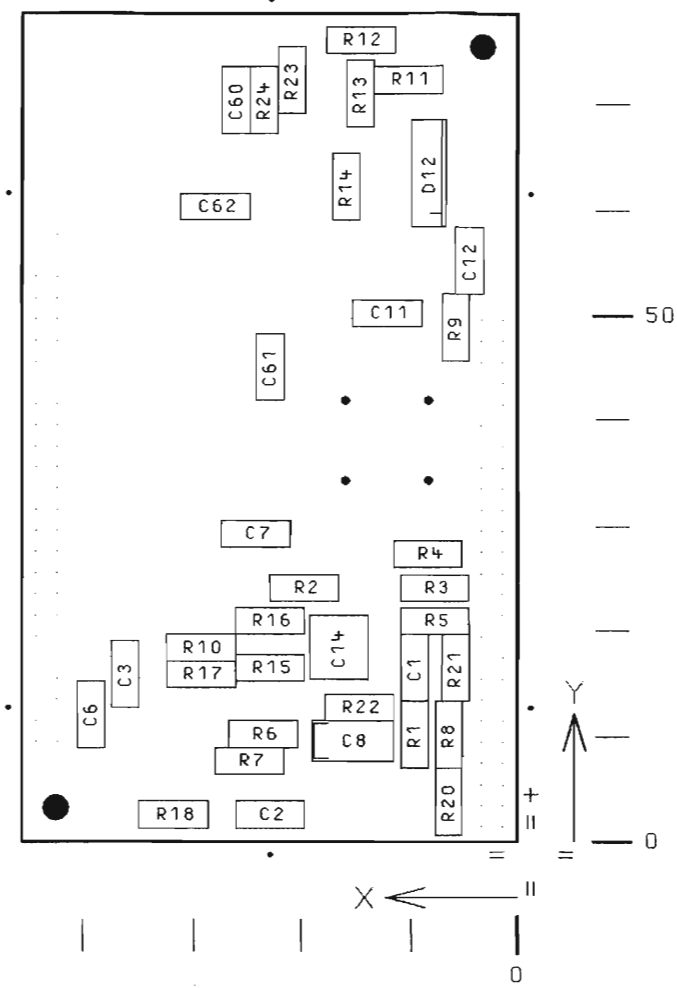 R12
R23
R13
R11
C60
R24
R14
D12
C62
C12
C11
R9
50
C61
C7
R4
R2
R3
R16
R5
R10
C14
C1
R21
R15
C3
R17
C6
R22
Y
R6
C8
R1
R8
R7
R20
+
=
R18
C2
0
=
=
X
=
0